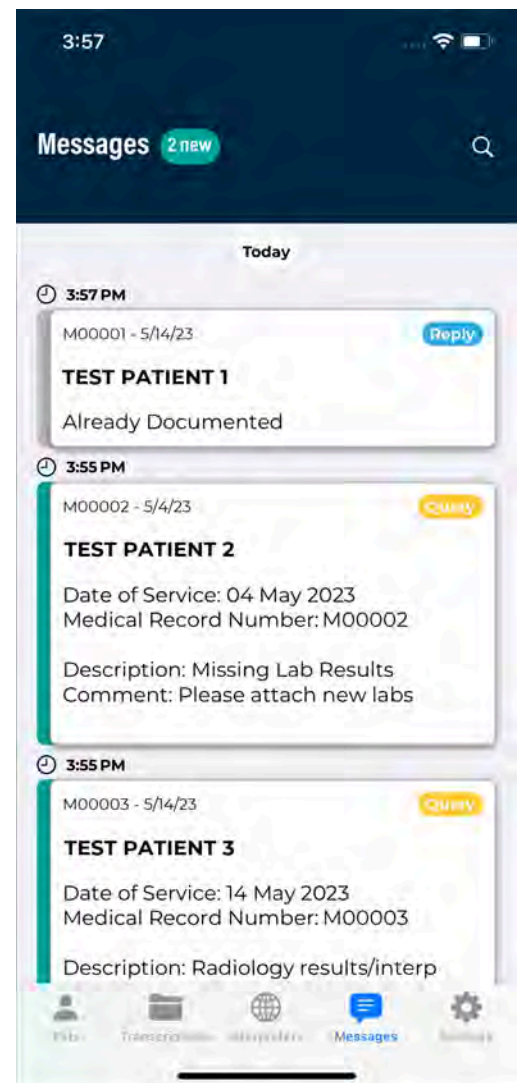 3:57
Messages 2 new
Today
3:57 PM
M00001 - 5/14/23 Reply
TEST PATIENT 1
Already Documented
3:55 PM
M00002 - 5/4/23 Query
TEST PATIENT 2
Date of Service: 04 May 2023
Medical Record Number: M00002
Description: Missing Lab Results
Comment: Please attach new labs
3:55 PM
M00003 - 5/14/23 Query
TEST PATIENT 3
Date of Service: 14 May 2023
Medical Record Number: M00003
Description: Radiology results/interp
Messages